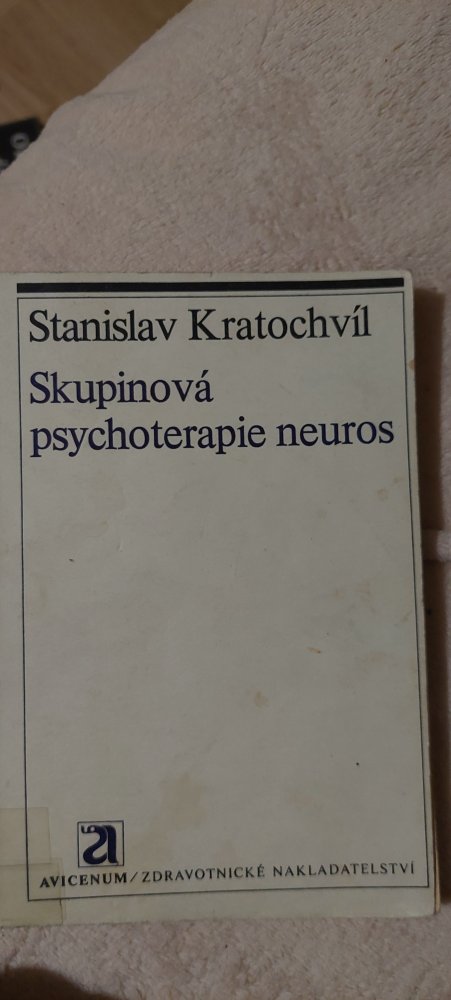 Stanislav Kratochvíl
Skupinová
psychoterapie neuros
AVICENUM/ZDRAVOTNICKÉ NAKLADATELSTVÍ